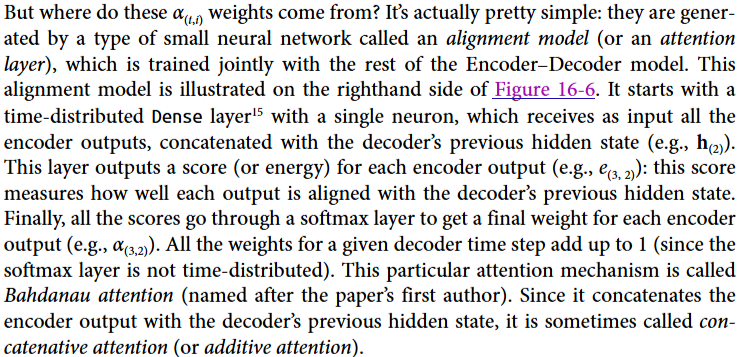 But where do these α(t,i) weights come from? It's actually pretty simple: they are gener-
ated by a type of small neural network called an alignment model (or an attention
layer), which is trained jointly with the rest of the Encoder–Decoder model. This
alignment model is illustrated on the righthand side of Figure 16-6. It starts with a
time-distributed Dense layer15 with a single neuron, which receives as input all the
encoder outputs, concatenated with the decoder's previous hidden state (e.g., h(2)).
This layer outputs a score (or energy) for each encoder output (e.g., e(3, 2)): this score
measures how well each output is aligned with the decoder's previous hidden state.
Finally, all the scores go through a softmax layer to get a final weight for each encoder
output (e.g., α(3,2)). All the weights for a given decoder time step add up to 1 (since the
softmax layer is not time-distributed). This particular attention mechanism is called
Bahdanau attention (named after the paper's first author). Since it concatenates the
encoder output with the decoder's previous hidden state, it is sometimes called con-
catenative attention (or additive attention).